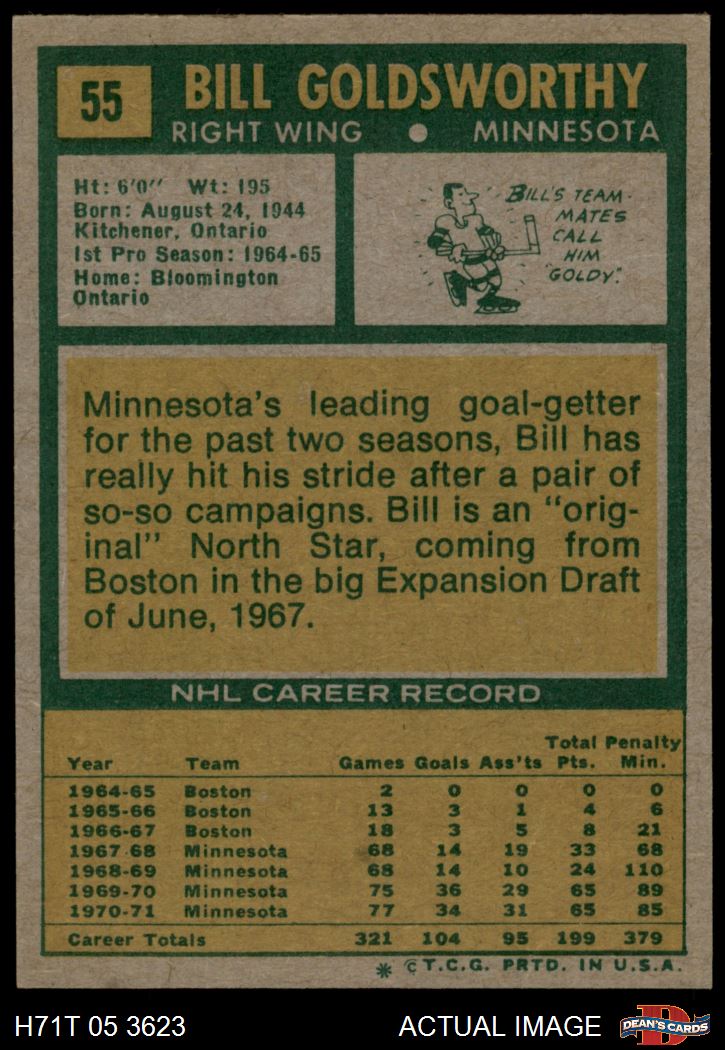 55
BILL GOLDSWORTHY
RIGHT WING ● MINNESOTA
Ht: 6'0'' Wt: 195
Born: August 24, 1944
Kitchener, Ontario
1st Pro Season: 1964-65
Home: Bloomington
Ontario
BILL'S TEAM-
MATES
CALL
HIM
"GOLDY".
Minnesota's leading goal-getter
for the past two seasons, Bill has
really hit his stride after a pair of
so-so campaigns. Bill is an "orig-
inal" North Star, coming from
Boston in the big Expansion Draft
of June, 1967.
NHL CAREER RECORD
Year Team Games Goals Ass'ts Total Pts. Penalty Min.
1964-65 Boston 2 0 0 0 0
1965-66 Boston 13 3 1 4 6
1966-67 Boston 18 3 5 8 21
1967 68 Minnesota 68 14 19 33 68
1968-69 Minnesota 68 14 10 24 110
1969-70 Minnesota 75 36 29 65 89
1970-71 Minnesota 77 34 31 65 85
Career Totals 321 104 95 199 379
* © T.C.G. PRTD. IN U.S.A.
H71T 05 3623 ACTUAL IMAGE
D
DEAN'S CARDS